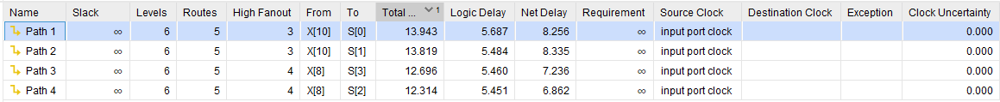 Name Slack Levels Routes High Fanout From To Total ... 1 Logic Delay Net Delay Requirement Source Clock Destination Clock Exception Clock Uncertainty
Path 1 ∞ 6 5 3 X[10] S[0] 13.943 5.687 8.256 ∞ input port clock 0.000
Path 2 ∞ 6 5 3 X[10] S[1] 13.819 5.484 8.335 ∞ input port clock 0.000
Path 3 ∞ 6 5 4 X[8] S[3] 12.696 5.460 7.236 ∞ input port clock 0.000
Path 4 ∞ 6 5 4 X[8] S[2] 12.314 5.451 6.862 ∞ input port clock 0.000